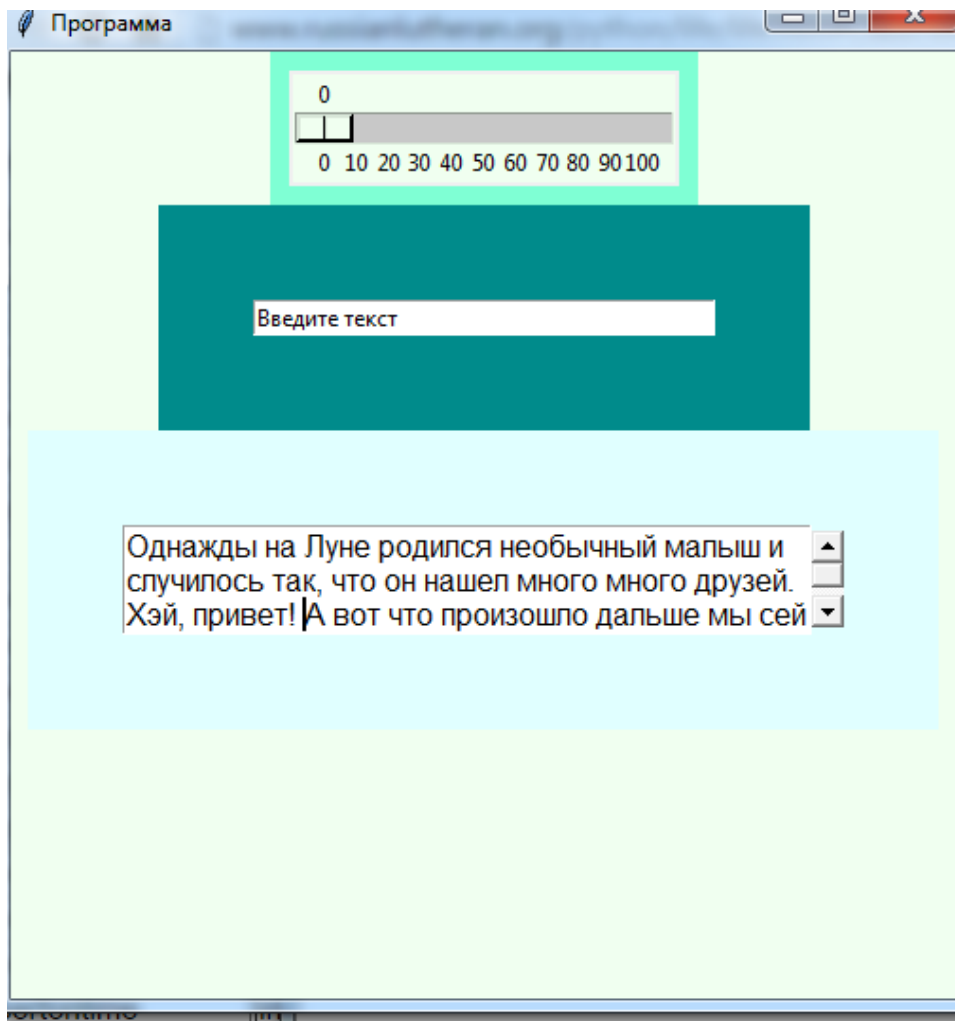 Программа
0
0 10 20 30 40 50 60 70 80 90 100
Введите текст
Однажды на Луне родился необычный малыш и
случилось так, что он нашел много много друзей.
Хэй, привет! А вот что произошло дальше мы сей